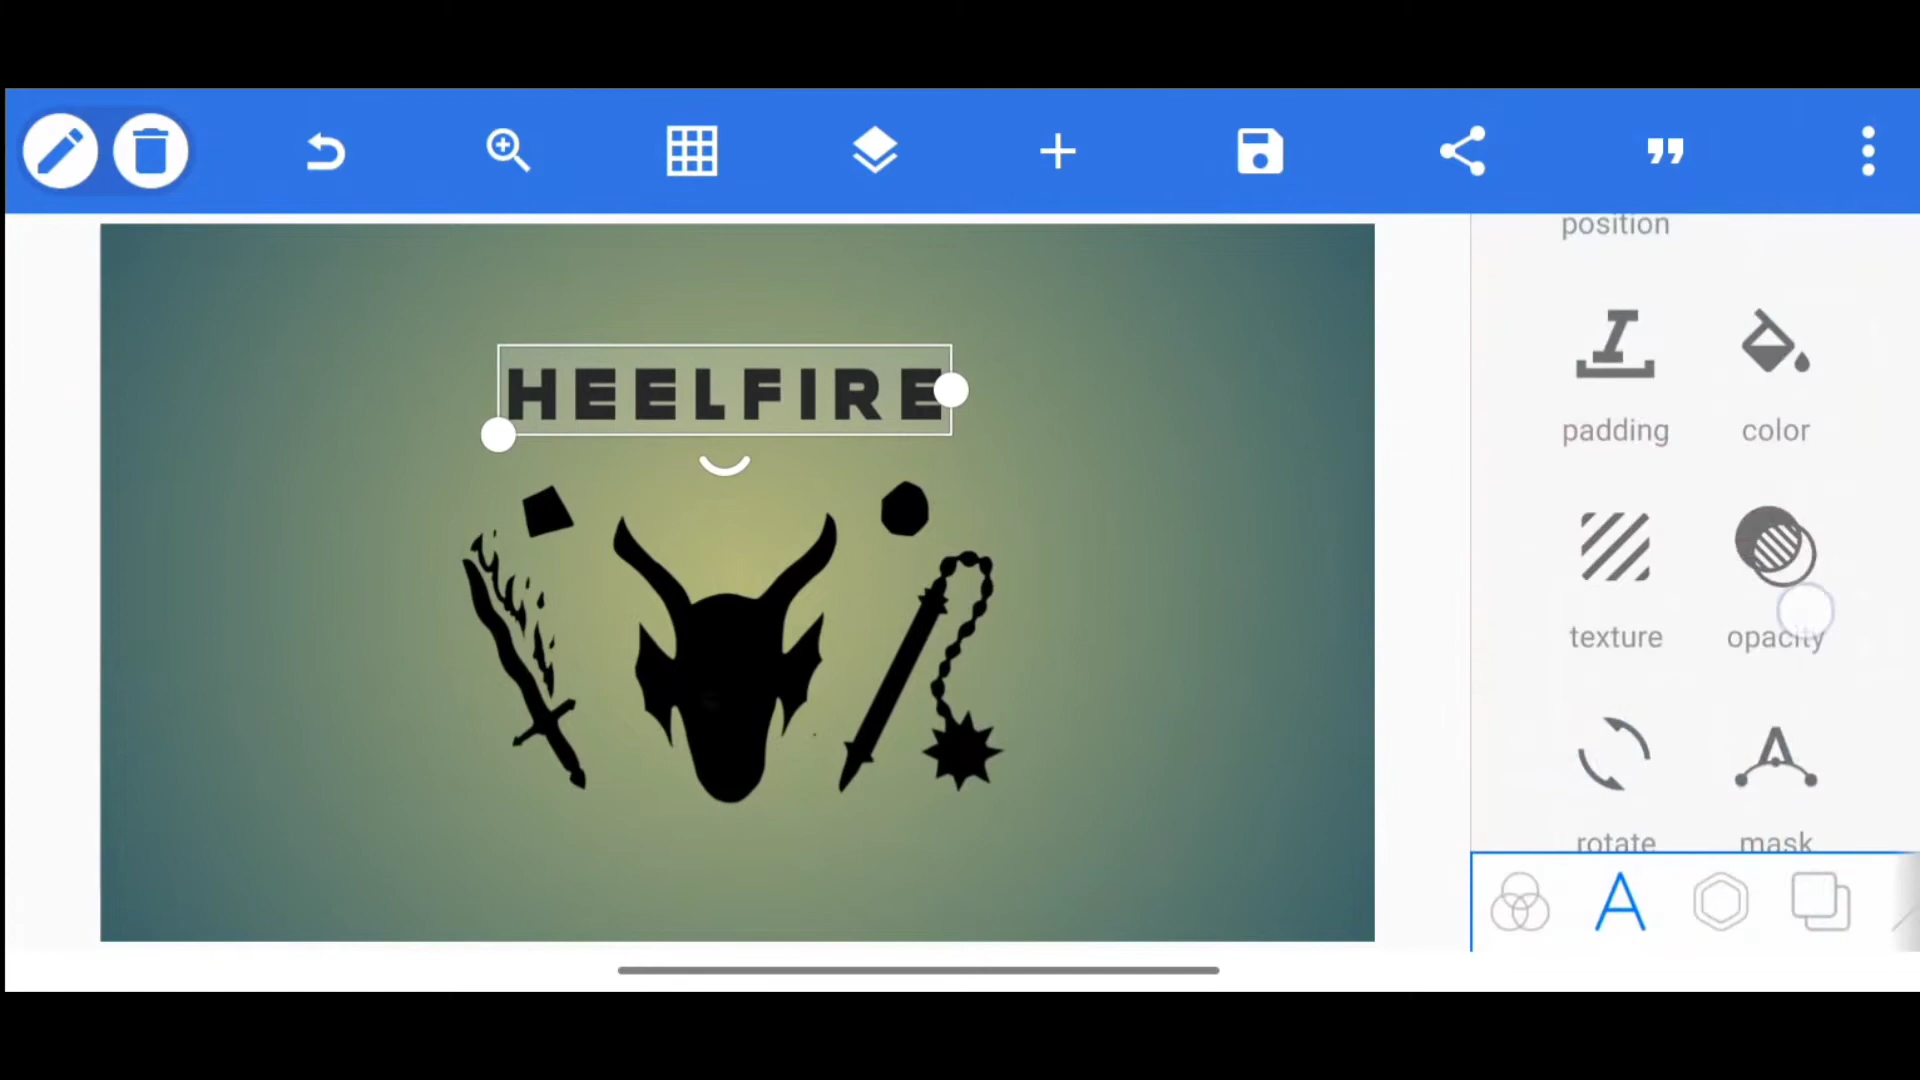 position
HEELFIRE
padding
color
texture
opacity
rotate
mask